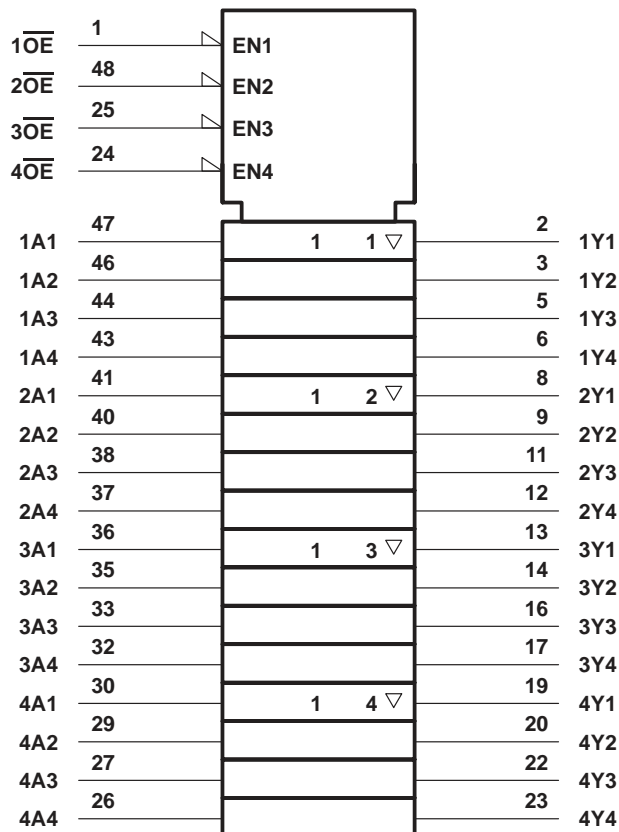 1O̅E̅ 1 EN1
2O̅E̅ 48 EN2
3O̅E̅ 25 EN3
4O̅E̅ 24 EN4
1A1 47 1 1 ▽ 2 1Y1
1A2 46 3 1Y2
1A3 44 5 1Y3
1A4 43 6 1Y4
2A1 41 1 2 ▽ 8 2Y1
2A2 40 9 2Y2
2A3 38 11 2Y3
2A4 37 12 2Y4
3A1 36 1 3 ▽ 13 3Y1
3A2 35 14 3Y2
3A3 33 16 3Y3
3A4 32 17 3Y4
4A1 30 1 4 ▽ 19 4Y1
4A2 29 20 4Y2
4A3 27 22 4Y3
4A4 26 23 4Y4